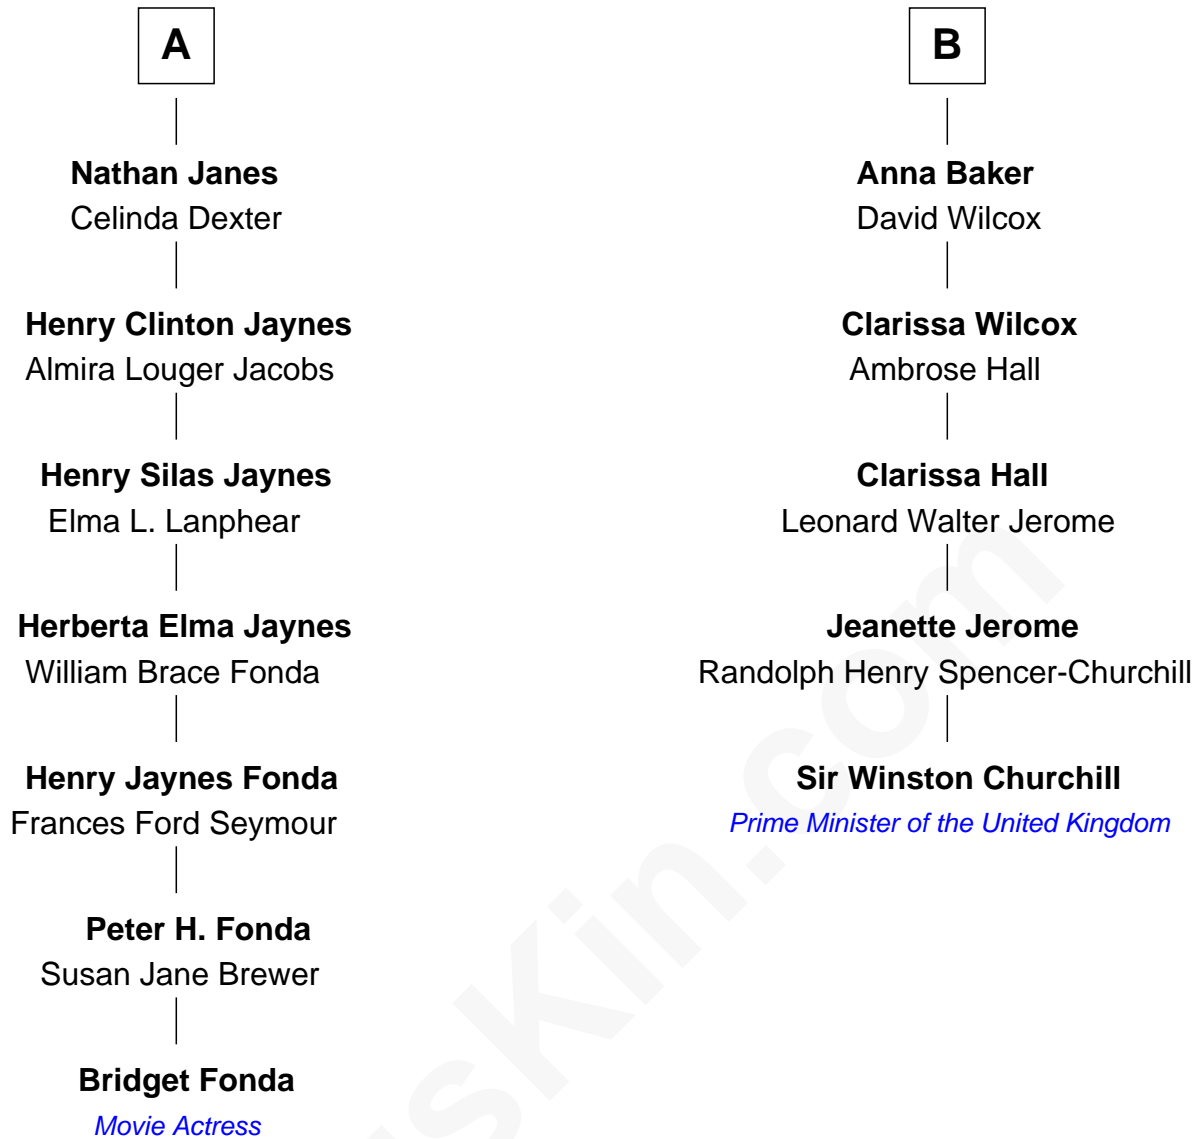 A
Nathan Janes
Celinda Dexter
Henry Clinton Jaynes
Almira Louger Jacobs
Henry Silas Jaynes
Elma L. Lanphear
Herberta Elma Jaynes
William Brace Fonda
Henry Jaynes Fonda
Frances Ford Seymour
Peter H. Fonda
Susan Jane Brewer
Bridget Fonda
Movie Actress
B
Anna Baker
David Wilcox
Clarissa Wilcox
Ambrose Hall
Clarissa Hall
Leonard Walter Jerome
Jeanette Jerome
Randolph Henry Spencer-Churchill
Sir Winston Churchill
Prime Minister of the United Kingdom
sKin.com